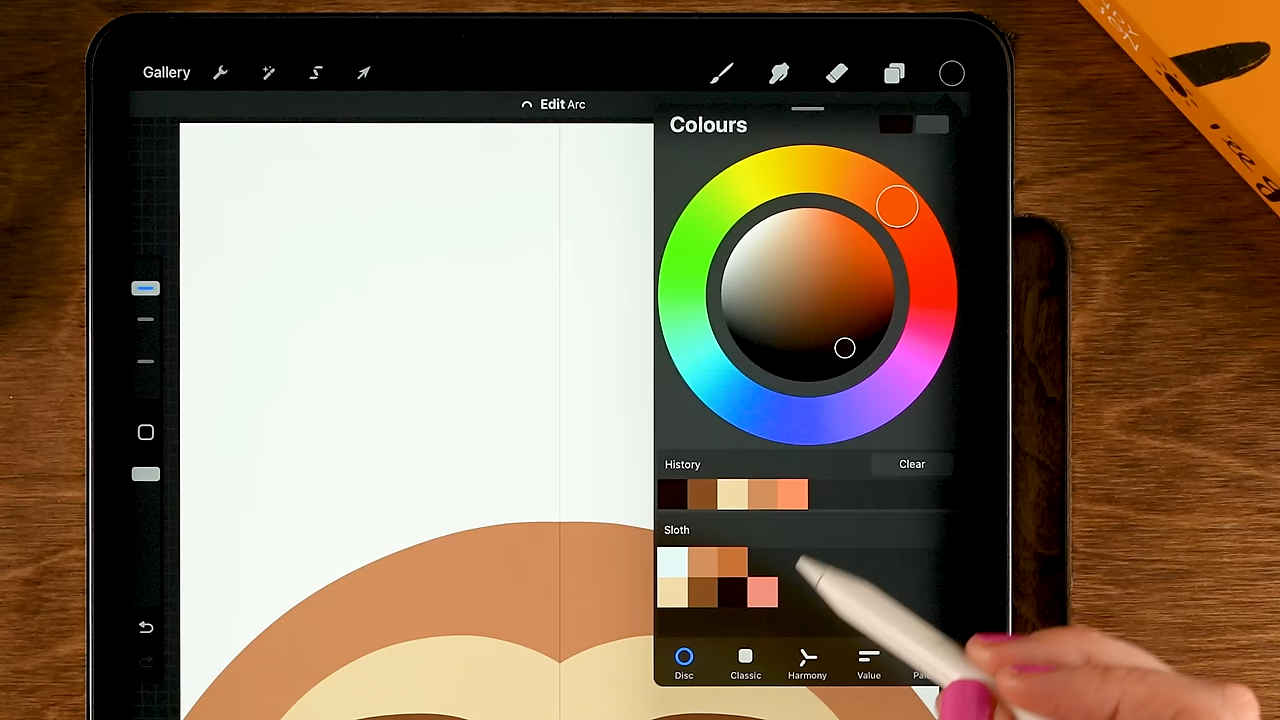 Gallery
Edit Arc
Colours
History
Clear
Sloth
Disc
Classic
Harmony
Value